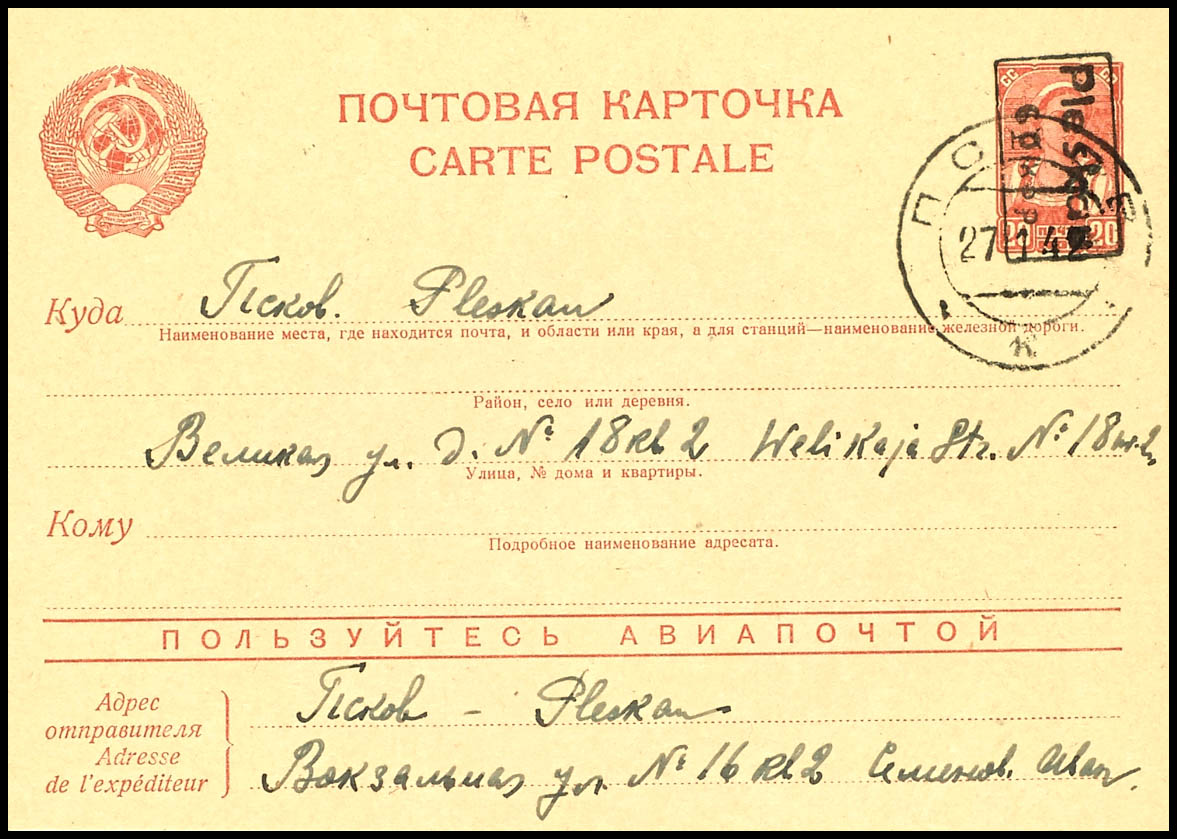 ПОЧТОВАЯ КАРТОЧКА
CARTE POSTALE
Pleskau
60
27 1 42
20
Куда Псков. Pleskau
Наименование места, где находится почта, и области или края, а для станций—наименование железной дороги.
Район, село или деревня.
Великая ул. д. № 18 кв 2 Welikaja Str. № 18
Улица, № дома и квартиры.
Кому
Подробное наименование адресата.
ПОЛЬЗУЙТЕСЬ АВИАПОЧТОЙ
Адрес отправителя
Adresse de l'expéditeur
Псков - Pleskau
Вокзальная ул. № 16 кв 2 Семенов. Иван.